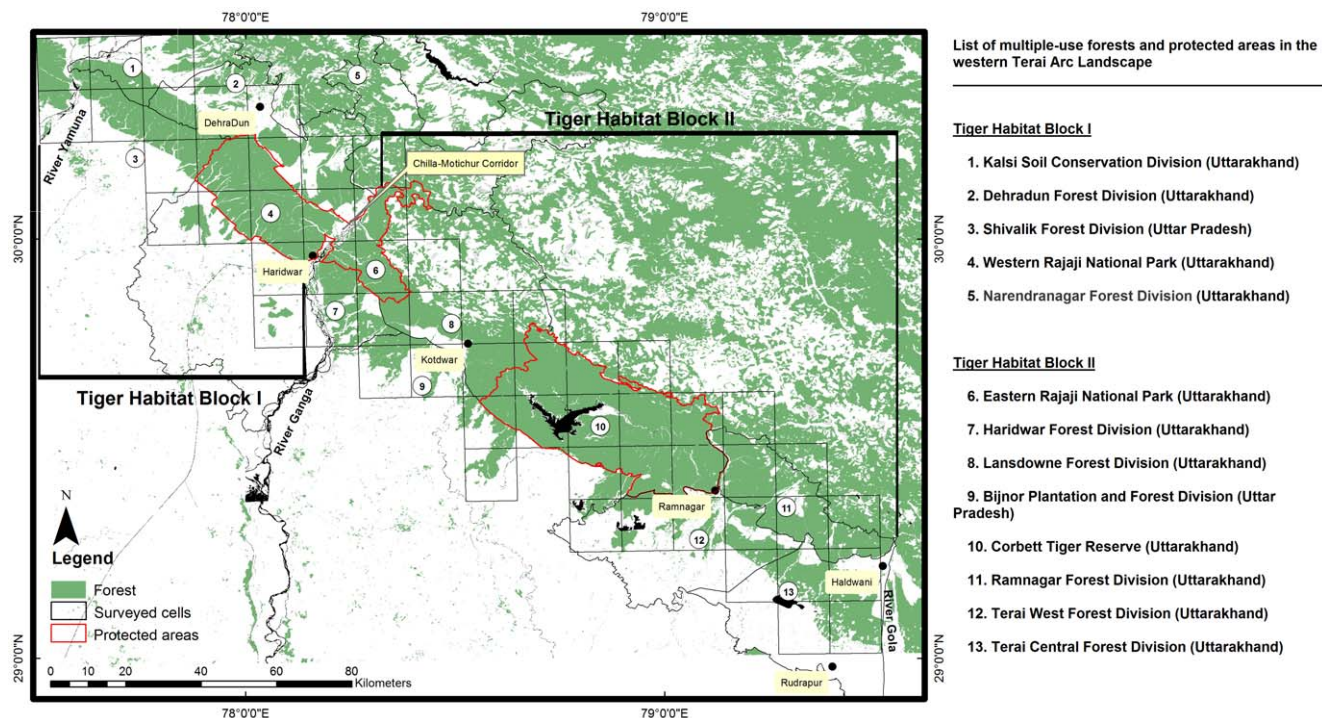 78°0'0"E
79°0'0"E
1
2
5
DehraDun
Tiger Habitat Block II
River Yamuna
3
Chilla-Motichur Corridor
4
30°0'0"N
30°0'0"N
Haridwar
6
7
8
Kotdwar
9
Tiger Habitat Block I
River Ganga
10
Ramnagar
11
12
N
Legend
Forest
Surveyed cells
Protected areas
Haldwani
13
River Gola
29°0'0"N
29°0'0"N
Rudrapur
0 10 20 40 60 80
Kilometers
78°0'0"E
79°0'0"E
List of multiple-use forests and protected areas in the
western Terai Arc Landscape
Tiger Habitat Block I
1. Kalsi Soil Conservation Division (Uttarakhand)
2. Dehradun Forest Division (Uttarakhand)
3. Shivalik Forest Division (Uttar Pradesh)
4. Western Rajaji National Park (Uttarakhand)
5. Narendranagar Forest Division (Uttarakhand)
Tiger Habitat Block II
6. Eastern Rajaji National Park (Uttarakhand)
7. Haridwar Forest Division (Uttarakhand)
8. Lansdowne Forest Division (Uttarakhand)
9. Bijnor Plantation and Forest Division (Uttar
Pradesh)
10. Corbett Tiger Reserve (Uttarakhand)
11. Ramnagar Forest Division (Uttarakhand)
12. Terai West Forest Division (Uttarakhand)
13. Terai Central Forest Division (Uttarakhand)